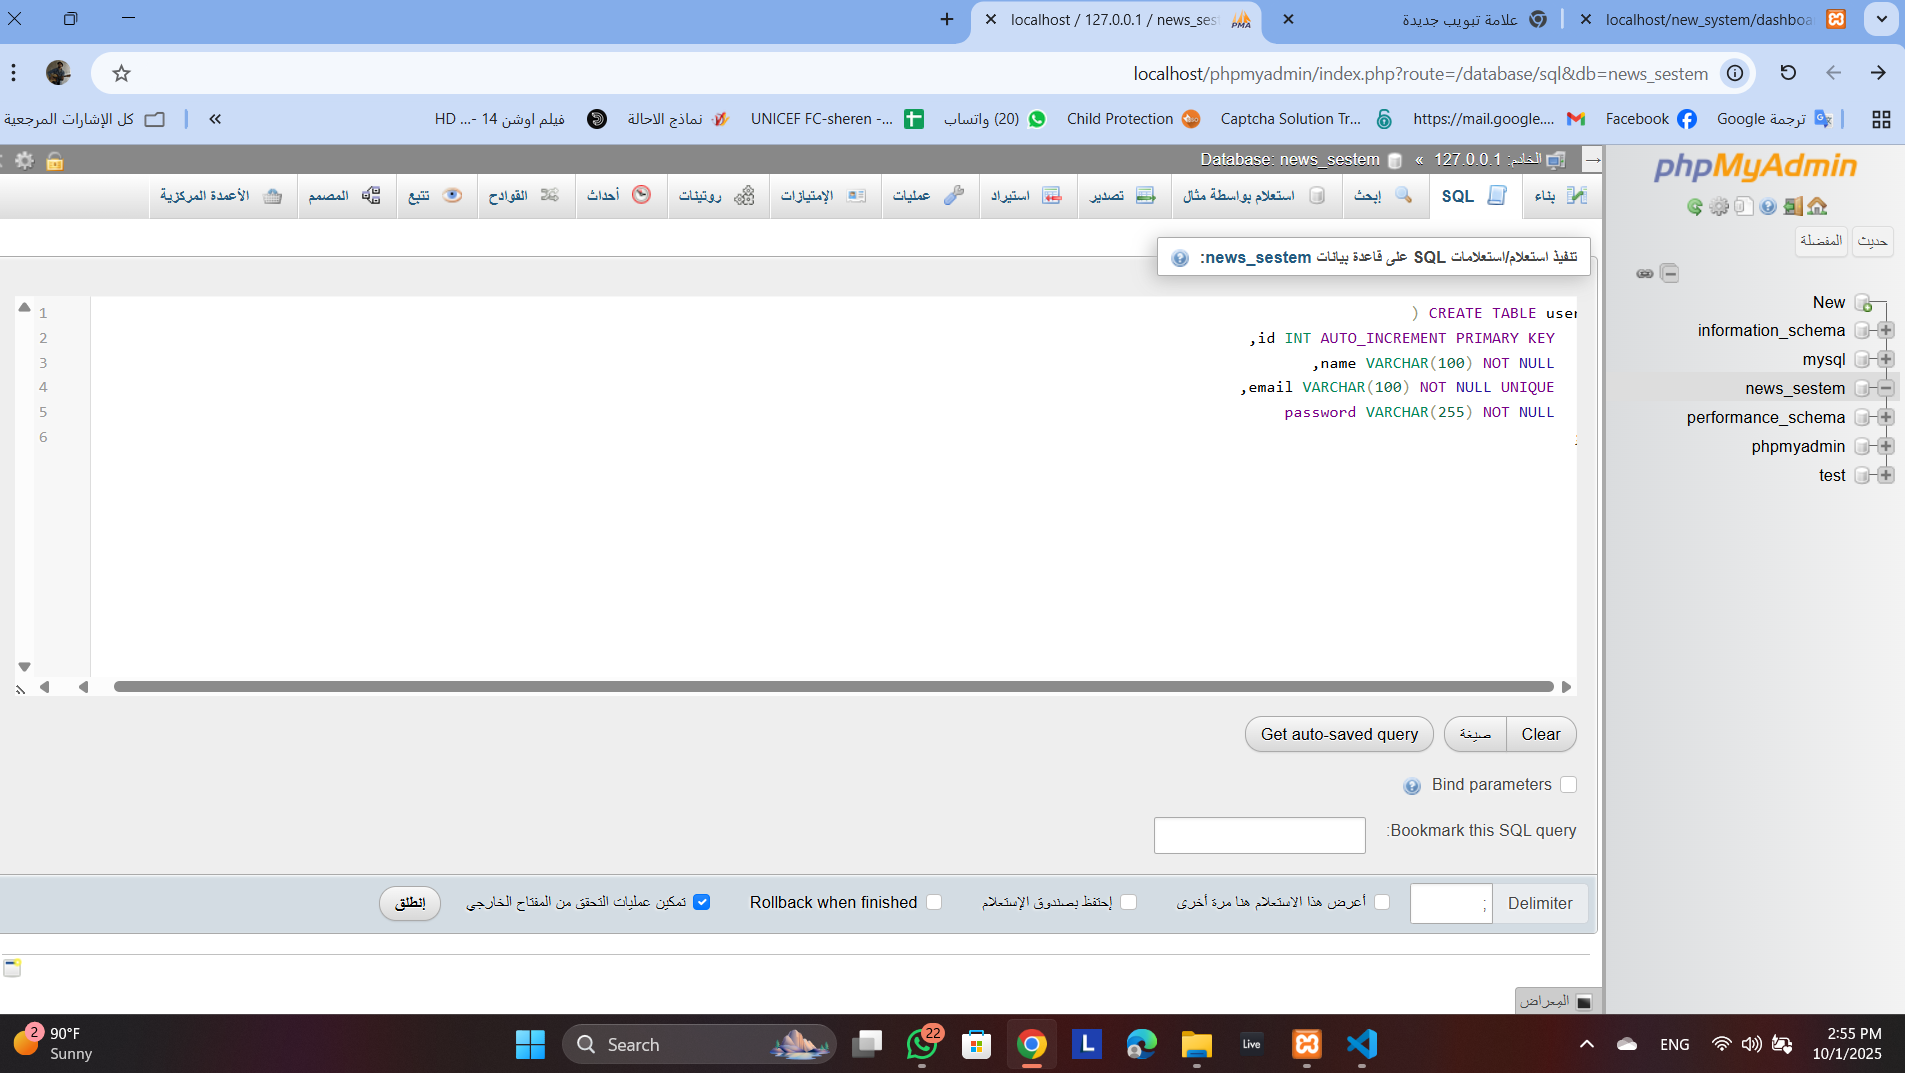 localhost/new_system/dashboa
علامة تبويب جديدة
localhost / 127.0.0.1 / news_ses
localhost/phpmyadmin/index.php?route=/database/sql&db=news_sestem
ترجمة Google
Facebook
https://mail.google....
Captcha Solution Tr...
Child Protection
(20) واتساب
UNICEF FC-sheren -...
نماذج الاحالة
فيلم اوشن 14 -... HD
«
كل الإشارات المرجعية
phpMyAdmin
حديث
المفضلة
New
information_schema
mysql
news_sestem
performance_schema
phpmyadmin
test
الخادم: 127.0.0.1 « Database: news_sestem
بناء
SQL
إبحث
استعلام بواسطة مثال
تصدير
استيراد
عمليات
الإمتيازات
روتينات
أحداث
القوادح
تتبع
المصمم
الأعمدة المركزية
تنفيذ استعلام/استعلامات SQL على قاعدة بيانات news_sestem:
1 CREATE TABLE user (
2 id INT AUTO_INCREMENT PRIMARY KEY,
3 name VARCHAR(100) NOT NULL,
4 email VARCHAR(100) NOT NULL UNIQUE,
5 password VARCHAR(255) NOT NULL
6 ;
Clear
صيغة
Get auto-saved query
Bind parameters
Bookmark this SQL query:
Delimiter ;
أعرض هذا الاستعلام هنا مرة أخرى
إحتفظ بصندوق الإستعلام
Rollback when finished
تمكين عمليات التحقق من المفتاح الخارجي
إنطلق
المعراض
2
90°F
Sunny
Search
22
L
Live
ENG
2:55 PM
10/1/2025